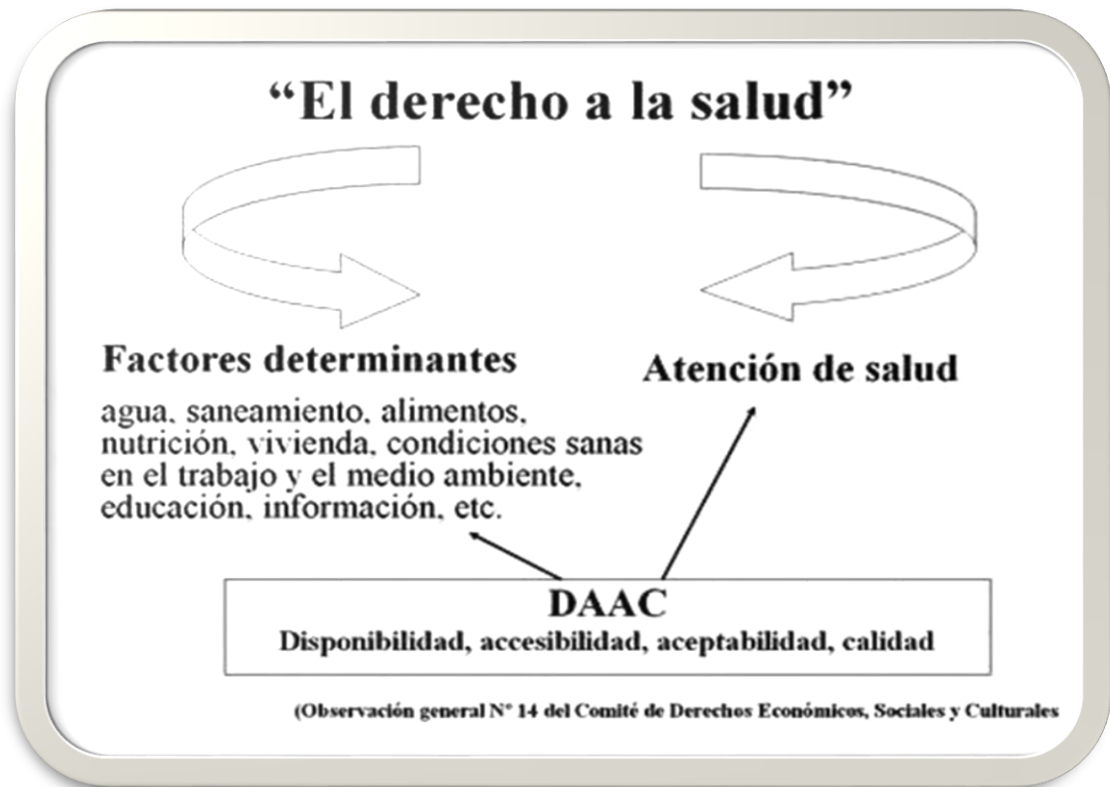 “El derecho a la salud”
Factores determinantes
agua, saneamiento, alimentos,
nutrición, vivienda, condiciones sanas
en el trabajo y el medio ambiente,
educación, información, etc.
Atención de salud
DAAC
Disponibilidad, accesibilidad, aceptabilidad, calidad
(Observación general Nº 14 del Comité de Derechos Económicos, Sociales y Culturales